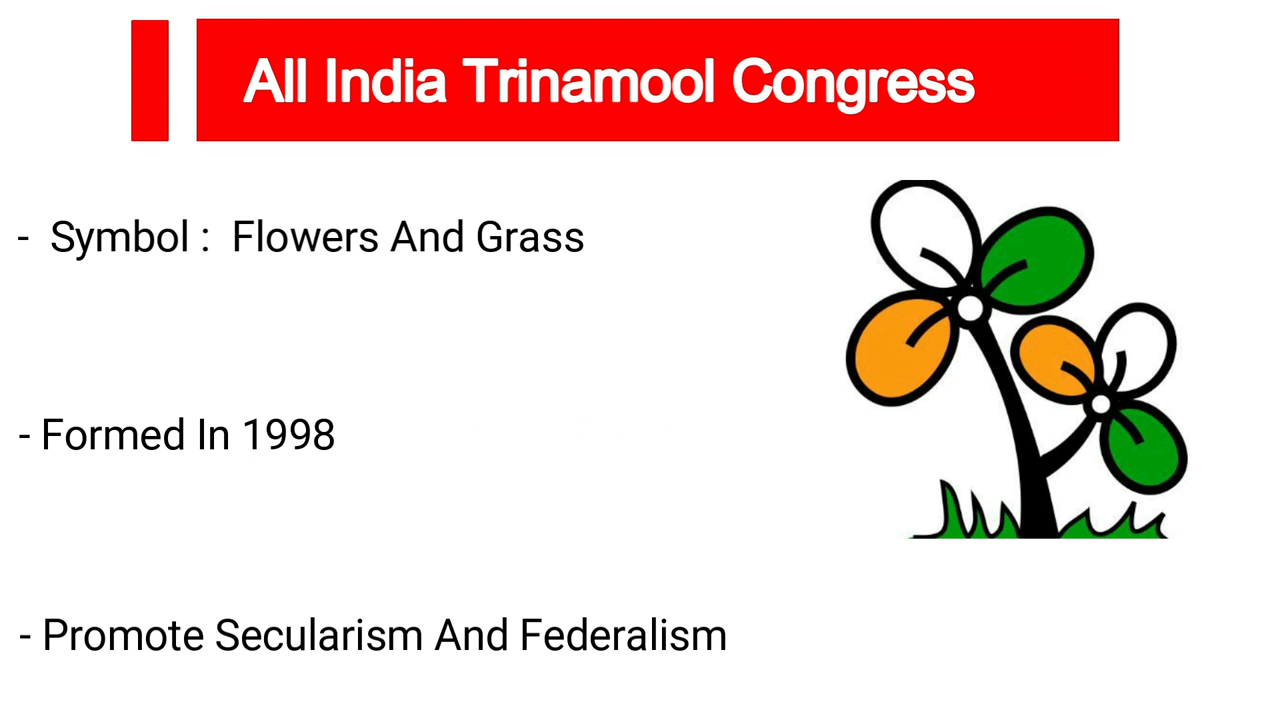 All India Trinamool Congress
- Symbol : Flowers And Grass
- Formed In 1998
- Promote Secularism And Federalism